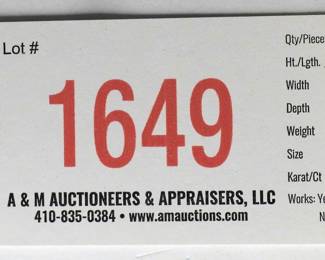 Lot #
1649
A & M AUCTIONEERS & APPRAISERS, LLC
410-835-0384 • www.amauctions.com
Qty/Piece
Ht./Lgth.
Width
Depth
Weight
Size
Karat/Ct
Works: Ye
N